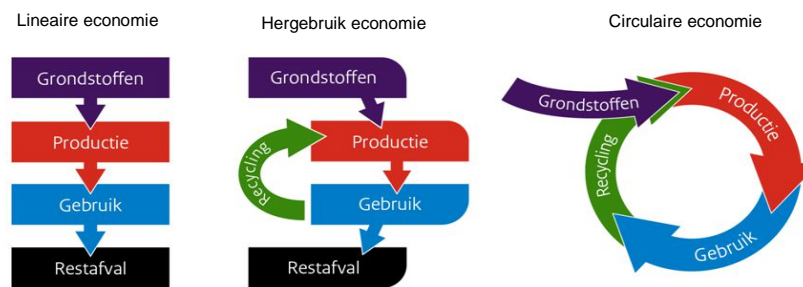 Lineaire economie
Grondstoffen
Productie
Gebruik
Restafval
Hergebruik economie
Grondstoffen
Productie
Recycling
Gebruik
Restafval
Circulaire economie
Grondstoffen
Productie
Recycling
Gebruik